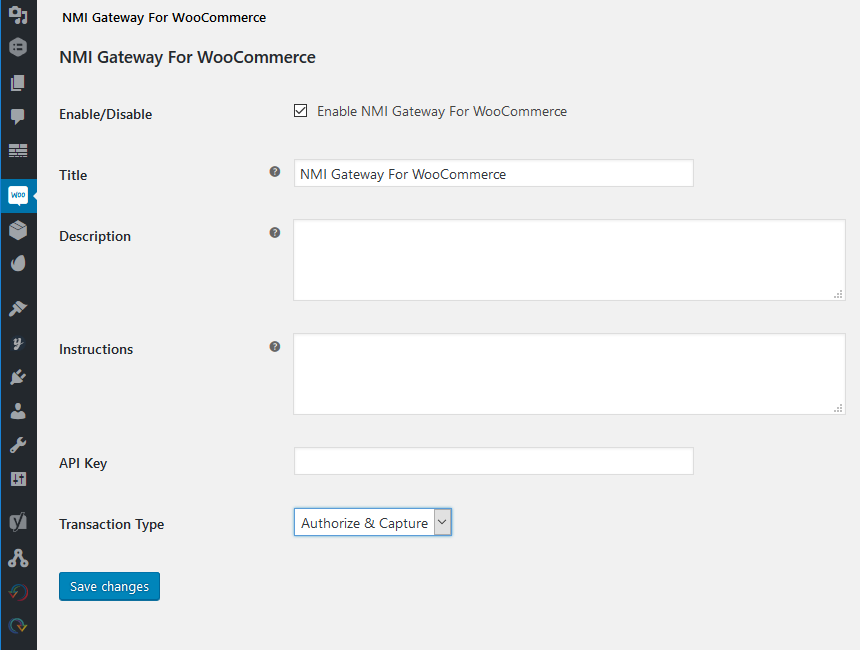 NMI Gateway For WooCommerce
NMI Gateway For WooCommerce
Enable/Disable
Enable NMI Gateway For WooCommerce
Title
NMI Gateway For WooCommerce
Woo
Description
Instructions
API Key
Transaction Type
Authorize & Capture
Save changes